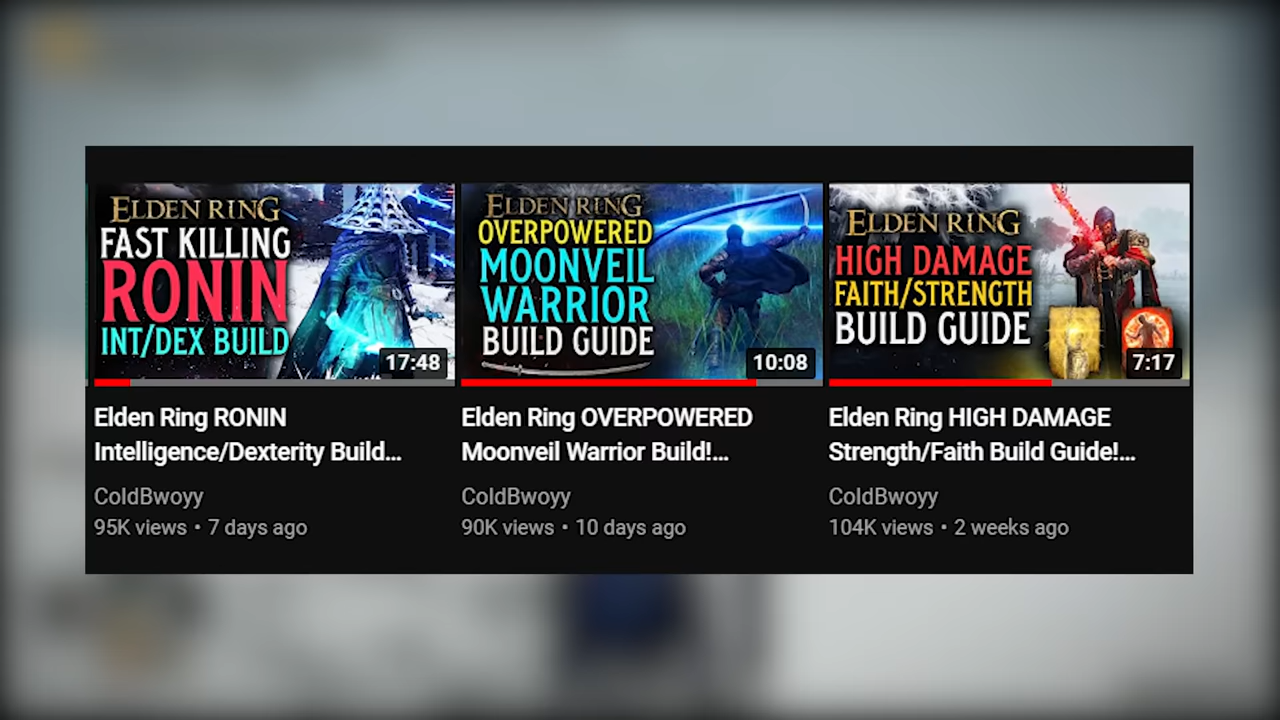 ELDEN RING
FAST KILLING
RONIN
INT/DEX BUILD
17:48
Elden Ring RONIN
Intelligence/Dexterity Build...
ColdBwoyy
95K views • 7 days ago
ELDEN RING
OVERPOWERED
MOONVEIL
WARRIOR
BUILD GUIDE
10:08
Elden Ring OVERPOWERED
Moonveil Warrior Build!...
ColdBwoyy
90K views • 10 days ago
ELDEN RING
HIGH DAMAGE
FAITH/STRENGTH
BUILD GUIDE
7:17
Elden Ring HIGH DAMAGE
Strength/Faith Build Guide!...
ColdBwoyy
104K views • 2 weeks ago